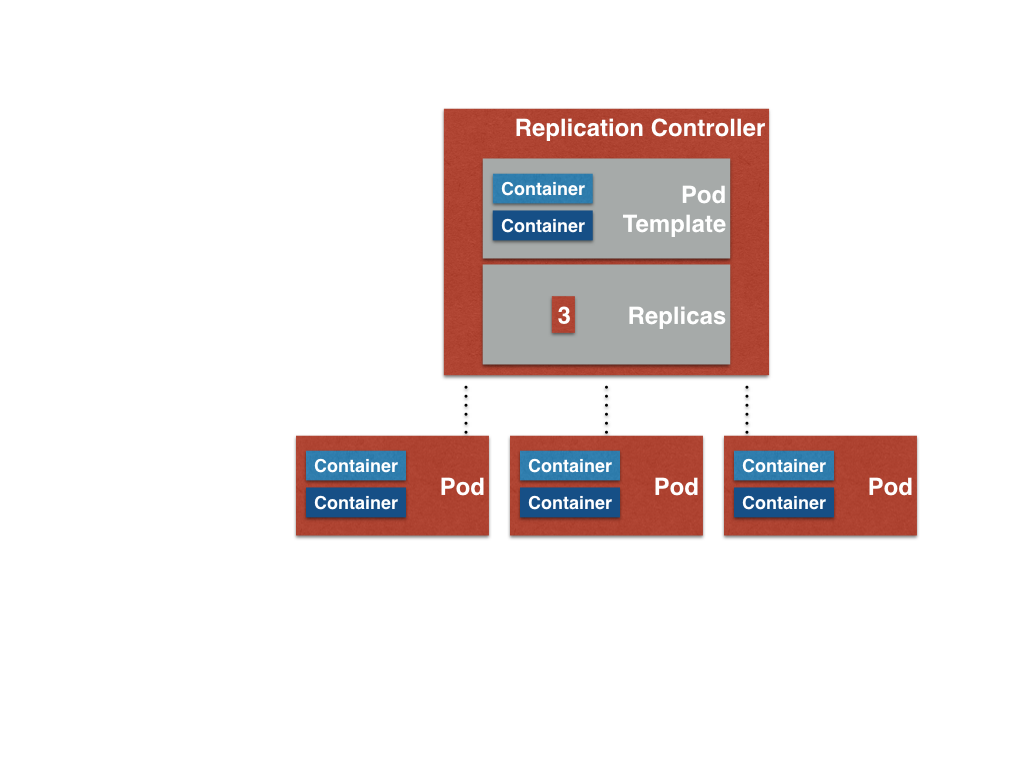 Replication Controller
Container
Container
Pod
Template
3
Replicas
Container
Container
Pod
Container
Container
Pod
Container
Container
Pod